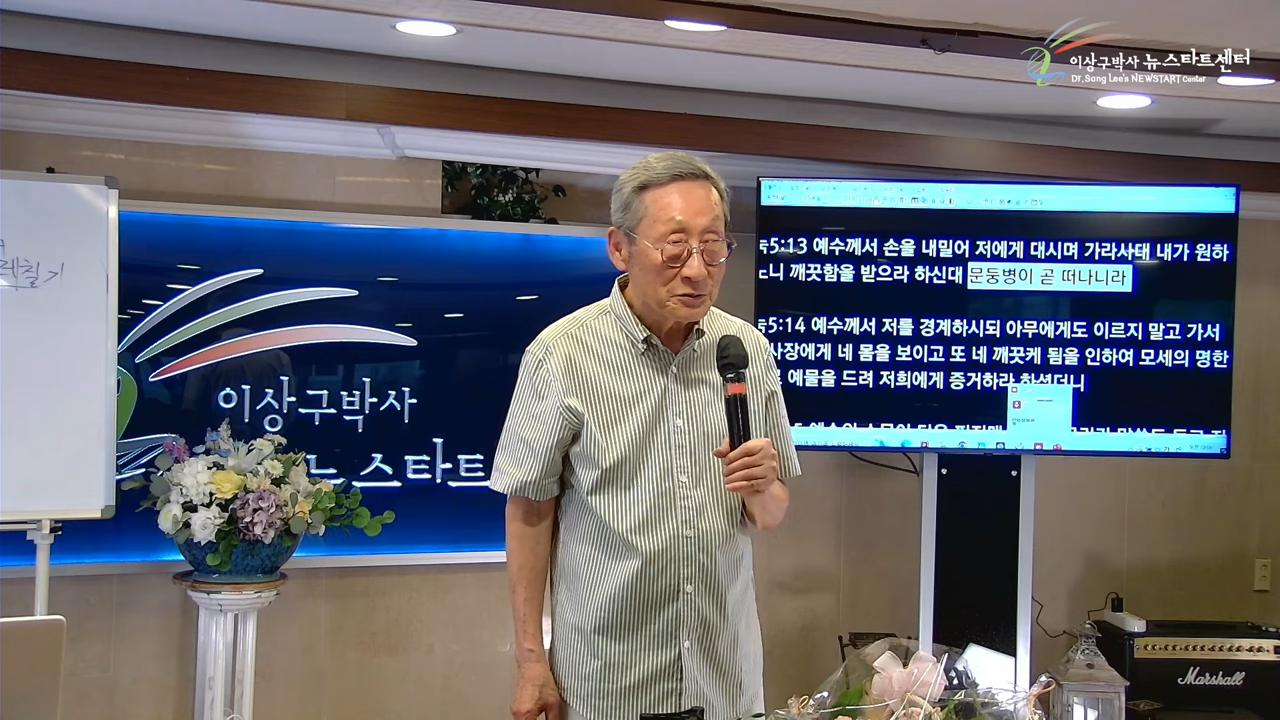 이상구박사 뉴스타트센터
Dr. Sang Lee's NEWSTART Center
이상구박사
뉴스타트
눅5:13 예수께서 손을 내밀어 저에게 대시며 가라사대 내가 원하
노니 깨끗함을 받으라 하신대 문둥병이 곧 떠나니라
눅5:14 예수께서 저를 경계하시되 아무에게도 이르지 말고 가서
사장에게 네 몸을 보이고 또 네 깨끗케 됨을 인하여 모세의 명한
예물을 드려 저희에게 증거하라 하셨더니
Marshall